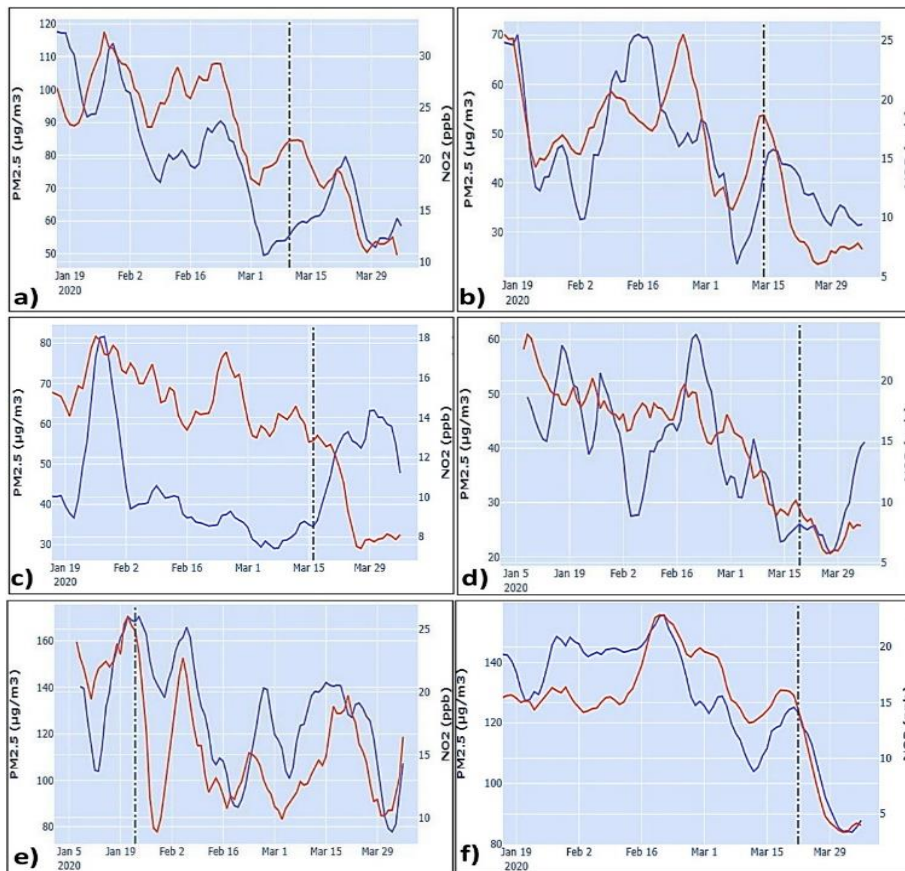 120
110
100
90
80
70
60
50
PM2.5 (µg/m3)
30
25
20
15
10
NO2 (ppb)
Jan 19
2020
Feb 2
Feb 16
Mar 1
Mar 15
Mar 29
a)
70
60
50
40
30
PM2.5 (µg/m3)
25
20
15
10
5
Jan 19
2020
Feb 2
Feb 16
Mar 1
Mar 15
Mar 29
b)
80
70
60
50
40
30
PM2.5 (µg/m3)
18
16
14
12
10
8
NO2 (ppb)
Jan 19
2020
Feb 2
Feb 16
Mar 1
Mar 15
Mar 29
c)
60
50
40
30
20
PM2.5 (µg/m3)
20
15
10
5
Jan 5
2020
Jan 19
Feb 2
Feb 16
Mar 1
Mar 15
Mar 29
d)
160
140
120
100
80
PM2.5 (µg/m3)
25
20
15
10
NO2 (ppb)
Jan 5
2020
Jan 19
Feb 2
Feb 16
Mar 1
Mar 15
Mar 29
e)
140
120
100
80
PM2.5 (µg/m3)
20
15
10
5
Jan 19
2020
Feb 2
Feb 16
Mar 1
Mar 15
Mar 29
f)